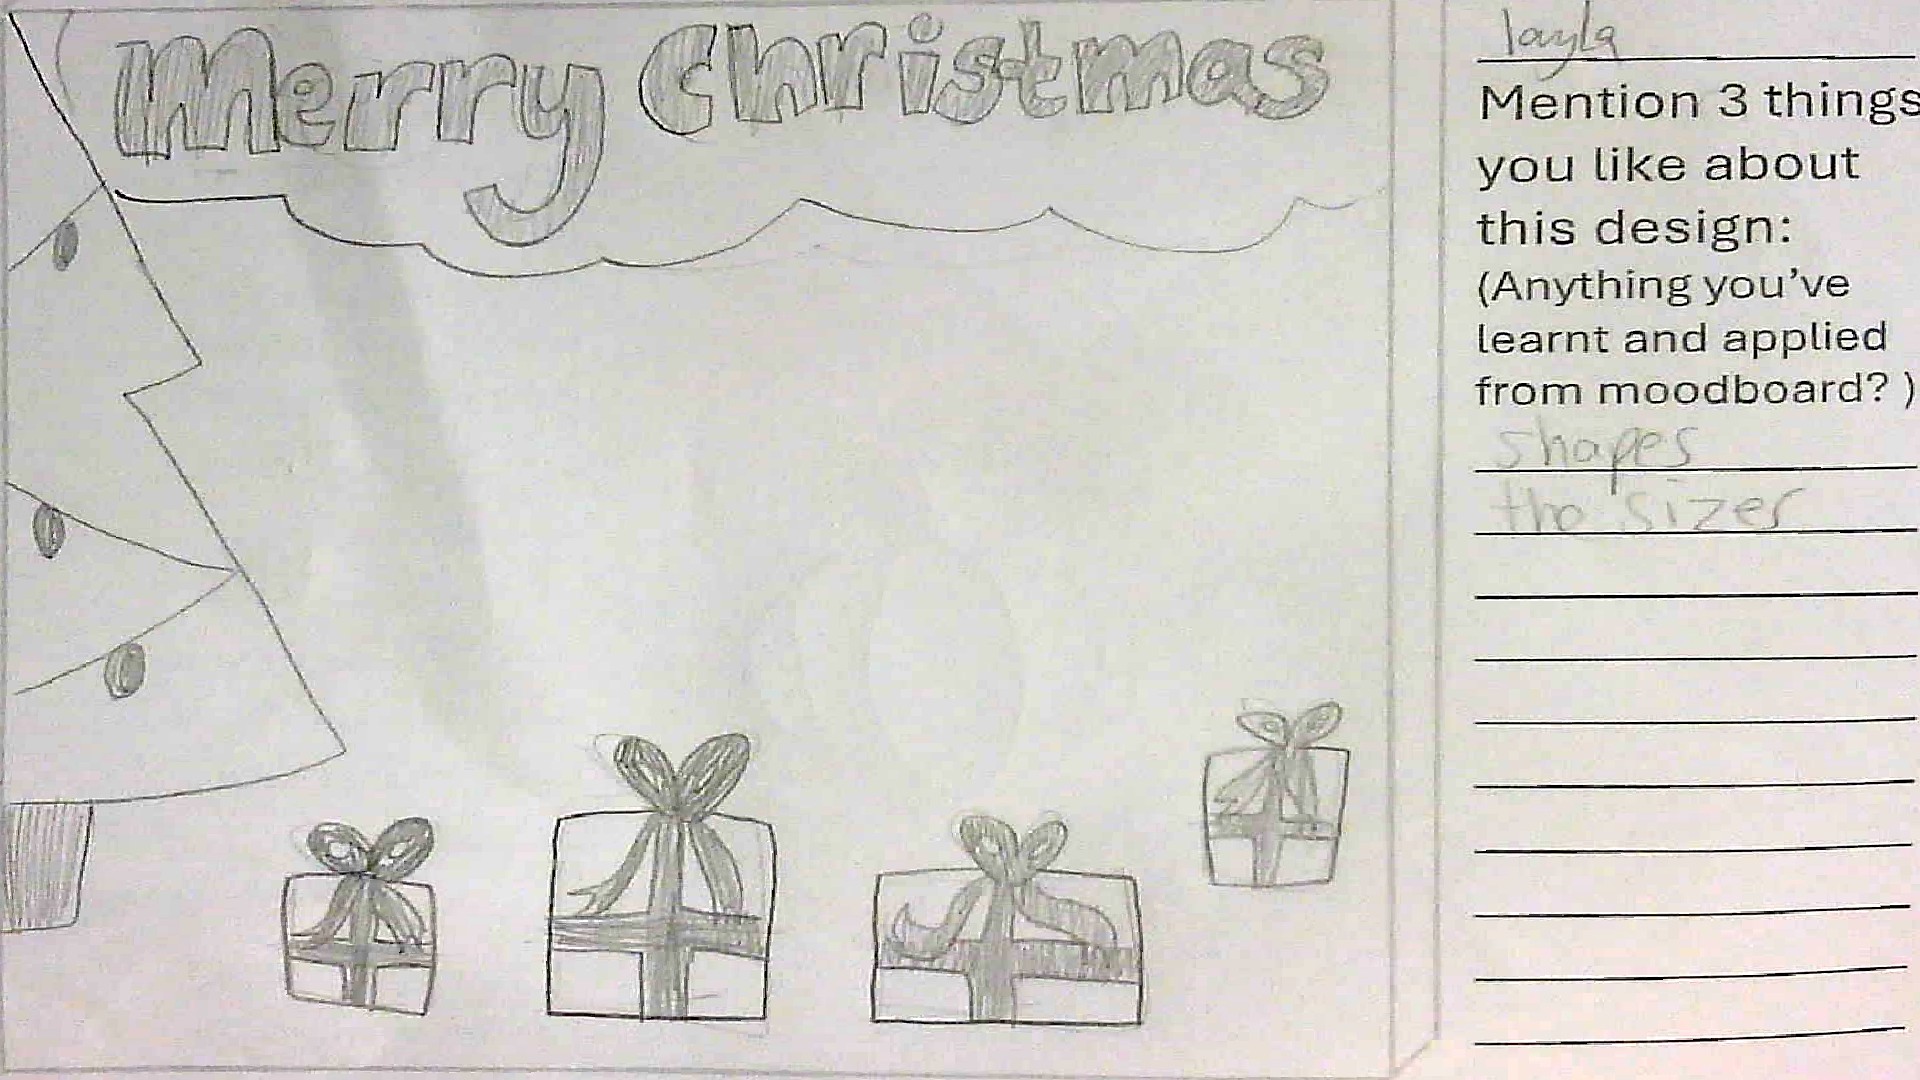 Merry Christmas
layla
Mention 3 things
you like about
this design:
(Anything you've
learnt and applied
from moodboard? )
shapes
the sizes